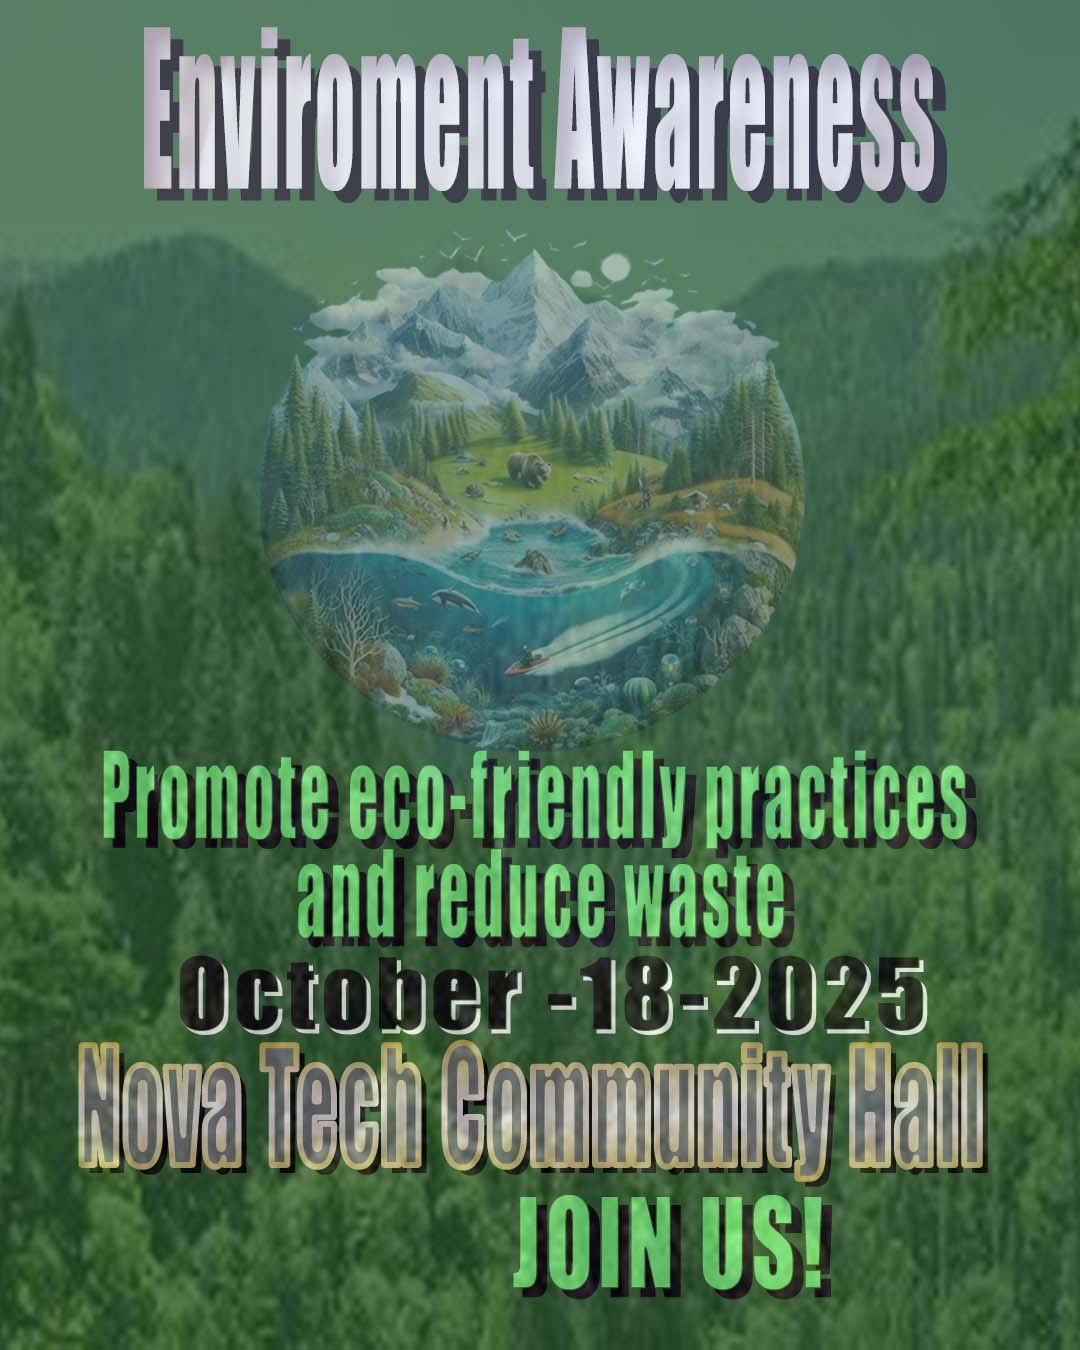 Enviroment Awareness
Promote eco-friendly practices
and reduce waste
October -18-2025
Nova Tech Community Hall
JOIN US!